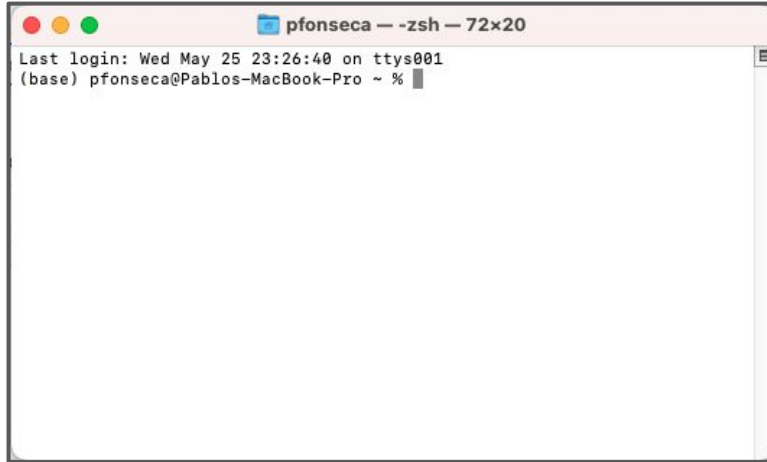 pfonseca — -zsh — 72×20
Last login: Wed May 25 23:26:40 on ttys001
(base) pfonseca@Pablos-MacBook-Pro ~ %